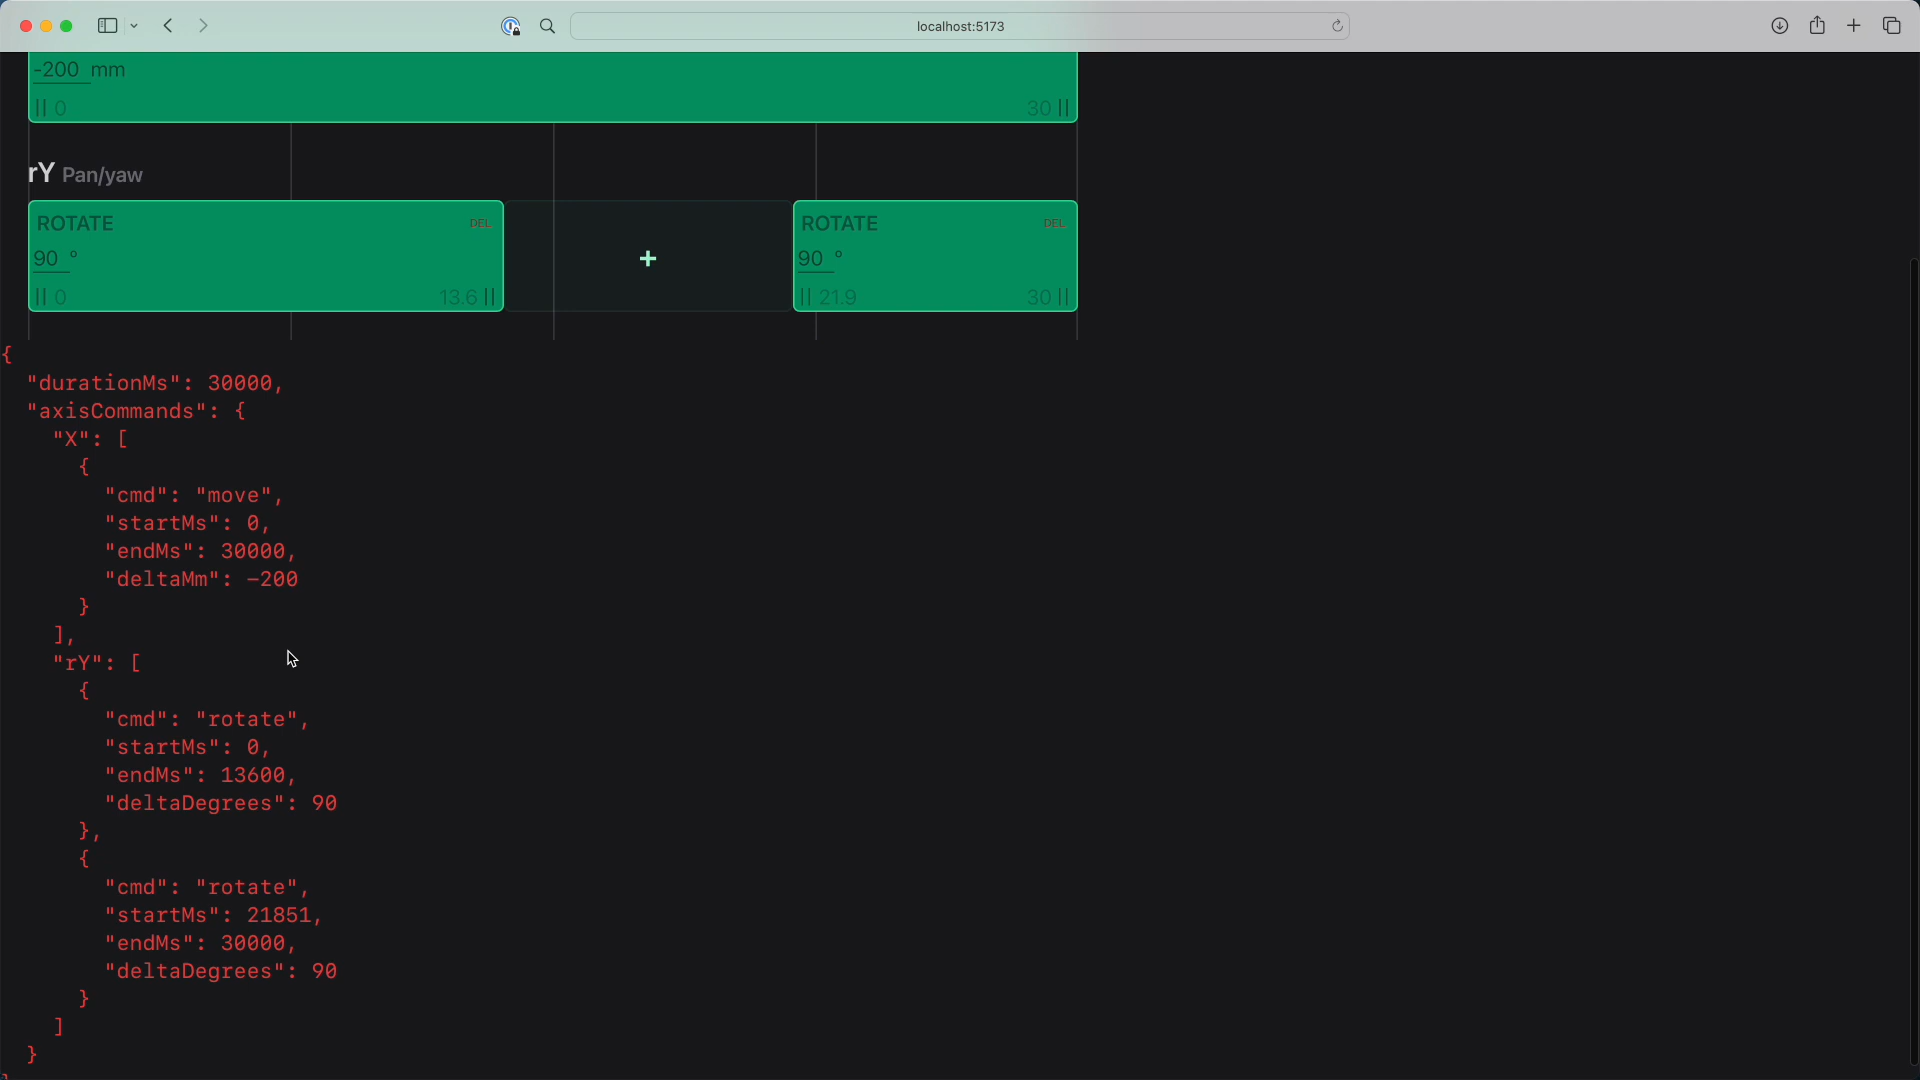 localhost:5173
-200 mm
|| 0 30 ||
rY Pan/yaw
ROTATE DEL
90 °
|| 0 13.6 ||
+
ROTATE DEL
90 °
|| 21.9 30 ||
{
"durationMs": 30000,
"axisCommands": {
"X": [
{
"cmd": "move",
"startMs": 0,
"endMs": 30000,
"deltaMm": -200
}
],
"rY": [
{
"cmd": "rotate",
"startMs": 0,
"endMs": 13600,
"deltaDegrees": 90
},
{
"cmd": "rotate",
"startMs": 21851,
"endMs": 30000,
"deltaDegrees": 90
}
]
}
}